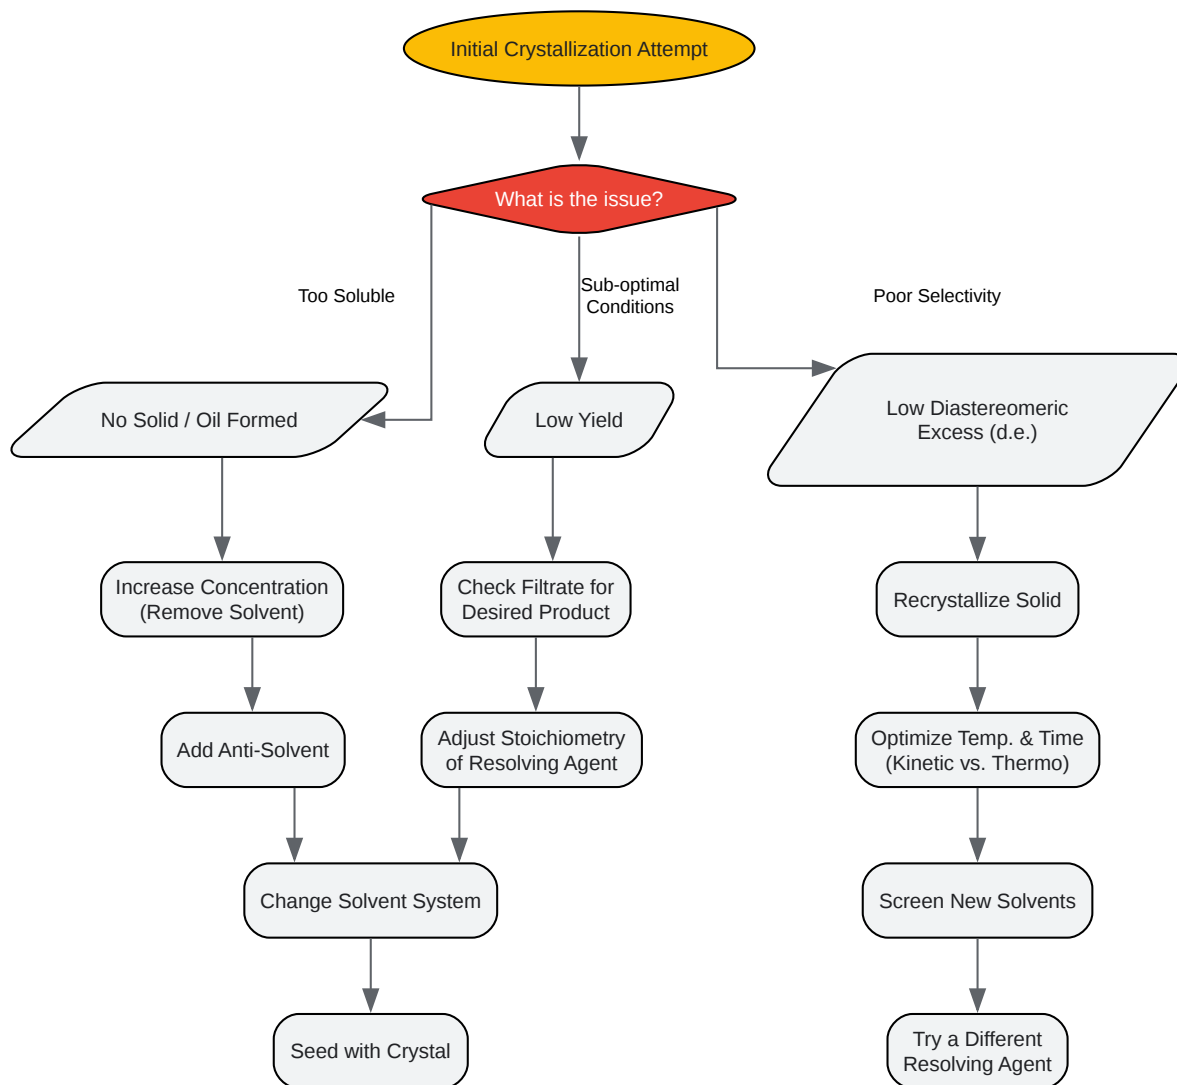 Initial Crystallization Attempt
What is the issue?
Too Soluble
Sub-optimal
Conditions
Poor Selectivity
No Solid / Oil Formed
Low Yield
Low Diastereomeric
Excess (d.e.)
Increase Concentration
(Remove Solvent)
Check Filtrate for
Desired Product
Recrystallize Solid
Add Anti-Solvent
Adjust Stoichiometry
of Resolving Agent
Optimize Temp. & Time
(Kinetic vs. Thermo)
Change Solvent System
Screen New Solvents
Seed with Crystal
Try a Different
Resolving Agent